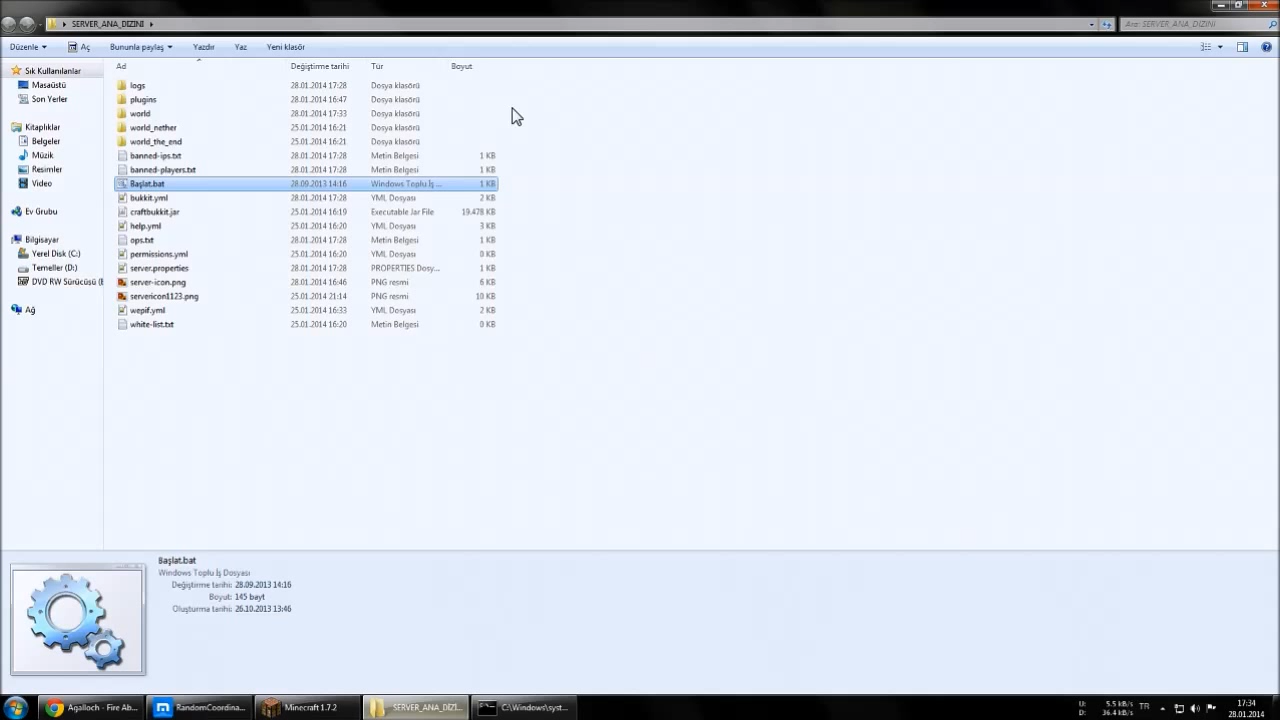 SERVER_ANA_DIZINI
Ara: SERVER_ANA_DIZINI
Düzenle Aç Bununla paylaş Yazdır Yaz Yeni klasör
Ad Değiştirme tarihi Tür Boyut
Sık Kullanılanlar
Masaüstü
Son Yerler
Kitaplıklar
Belgeler
Müzik
Resimler
Video
Ev Grubu
Bilgisayar
Yerel Disk (C:)
Temeller (D:)
DVD RW Sürücüsü (
Ağ
logs 28.01.2014 17:28 Dosya klasörü
plugins 28.01.2014 16:47 Dosya klasörü
world 28.01.2014 17:33 Dosya klasörü
world_nether 25.01.2014 16:21 Dosya klasörü
world_the_end 25.01.2014 16:21 Dosya klasörü
banned-ips.txt 28.01.2014 17:28 Metin Belgesi 1 KB
banned-players.txt 28.01.2014 17:28 Metin Belgesi 1 KB
Başlat.bat 28.09.2013 14:16 Windows Toplu İş ... 1 KB
bukkit.yml 28.01.2014 17:28 YML Dosyası 2 KB
craftbukkit.jar 25.01.2014 16:19 Executable Jar File 19.478 KB
help.yml 25.01.2014 16:20 YML Dosyası 3 KB
ops.txt 28.01.2014 17:28 Metin Belgesi 1 KB
permissions.yml 25.01.2014 16:20 YML Dosyası 0 KB
server.properties 28.01.2014 17:28 PROPERTIES Dosy... 1 KB
server-icon.png 28.01.2014 16:46 PNG resmi 6 KB
servericon1123.png 25.01.2014 21:14 PNG resmi 10 KB
wepif.yml 25.01.2014 16:33 YML Dosyası 2 KB
white-list.txt 25.01.2014 16:20 Metin Belgesi 0 KB
Başlat.bat
Windows Toplu İş Dosyası
Değiştirme tarihi: 28.09.2013 14:16
Boyut: 145 bayt
Oluşturma tarihi: 26.10.2013 13:46
Agalloch - Fire Ab... RandomCoordina... Minecraft 1.7.2 SERVER_ANA_DIZI... C:\Windows\syst...
U: 5.5 kB/s
D: 36.4 kB/s
TR
17:34
28.01.2014